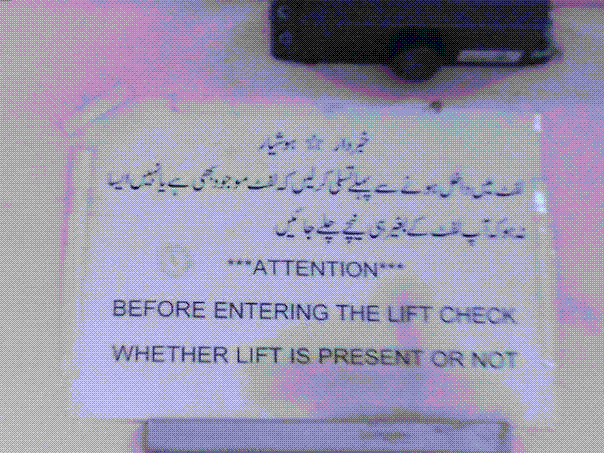 خبردار ☆ ہوشیار
لفٹ میں داخل ہونے سے پہلے تسلی کر لیں کہ لفٹ موجود بھی ہے یا نہیں ایسا
نہ ہو کہ آپ لفٹ کے بغیر ہی نیچے چلے جائیں
***ATTENTION***
BEFORE ENTERING THE LIFT CHECK
WHETHER LIFT IS PRESENT OR NOT